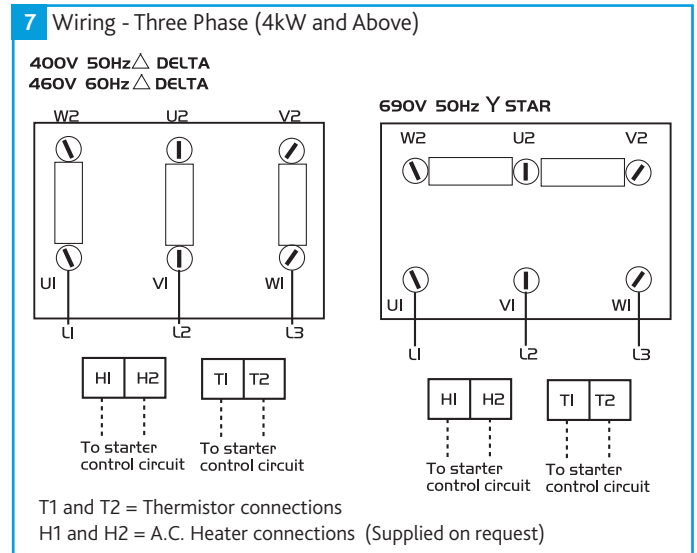 7 Wiring - Three Phase (4kW and Above)
400V 50Hz△ DELTA
460V 60Hz △ DELTA
W2 U2 V2
U1 V1 W1
L1 L2 L3
H1 H2 T1 T2
To starter
control circuit
To starter
control circuit
690V 50Hz Y STAR
W2 U2 V2
U1 V1 W1
L1 L2 L3
H1 H2 T1 T2
To starter
control circuit
To starter
control circuit
T1 and T2 = Thermistor connections
H1 and H2 = A.C. Heater connections (Supplied on request)